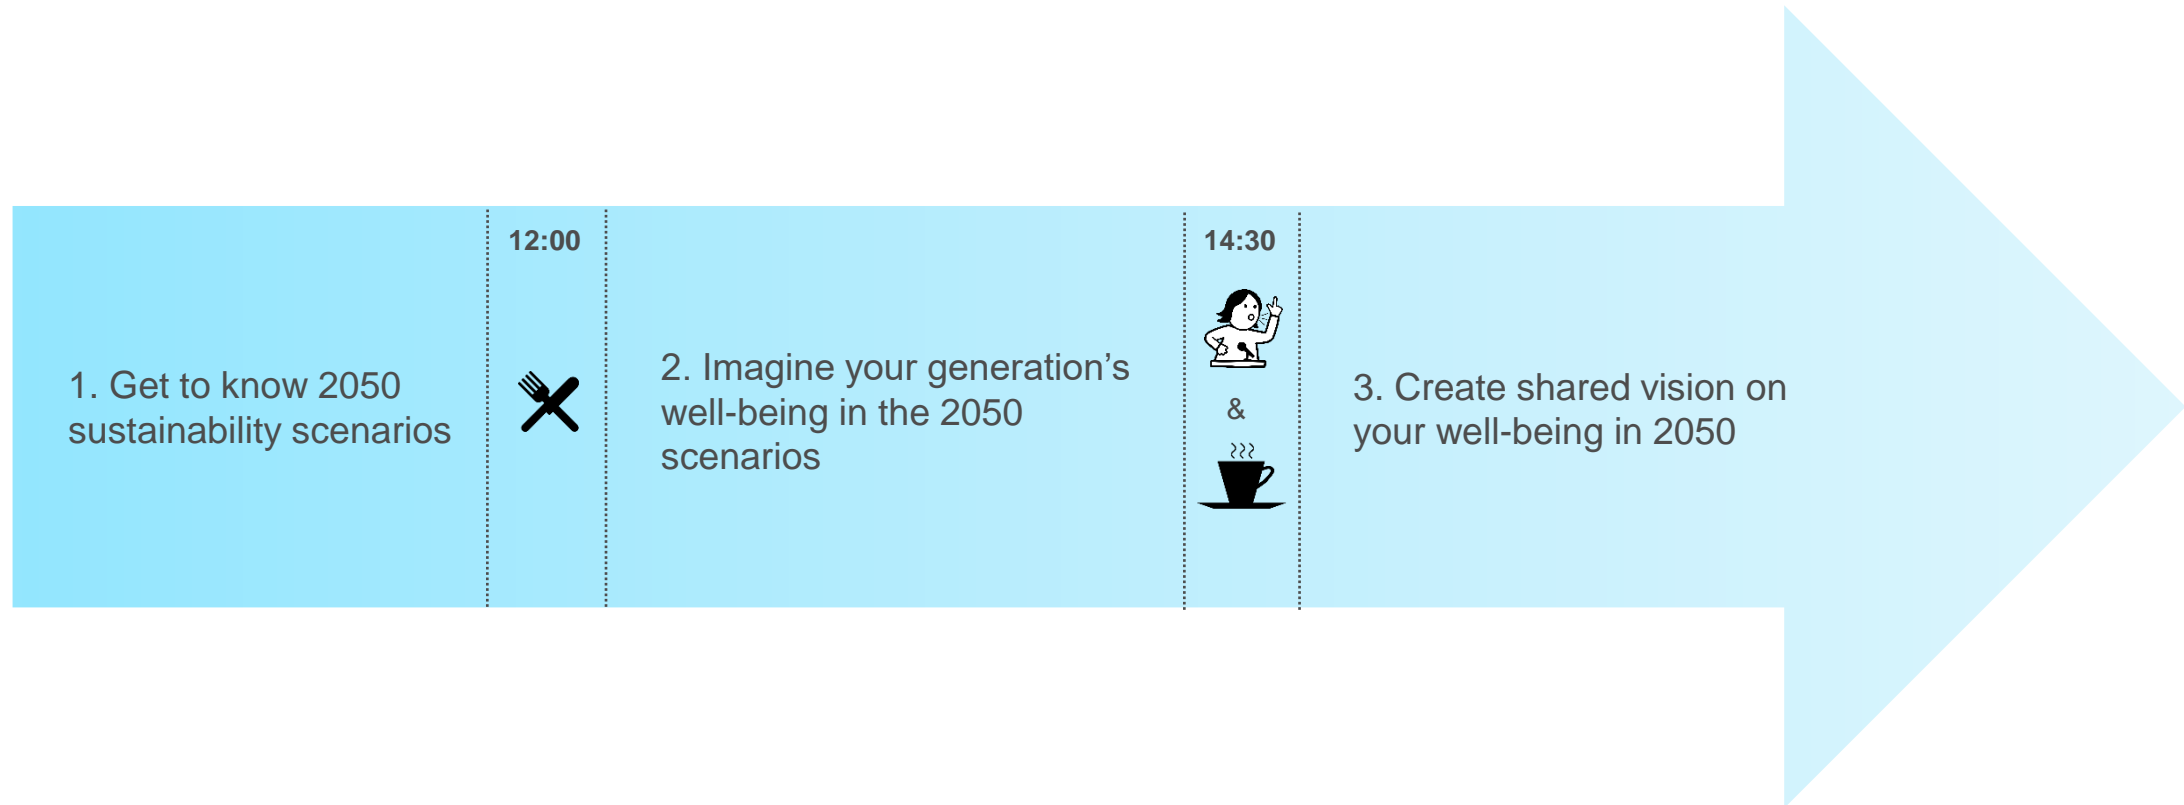 1. Get to know 2050
sustainability scenarios
12:00
2. Imagine your generation’s
well-being in the 2050
scenarios
14:30
&
3. Create shared vision on
your well-being in 2050